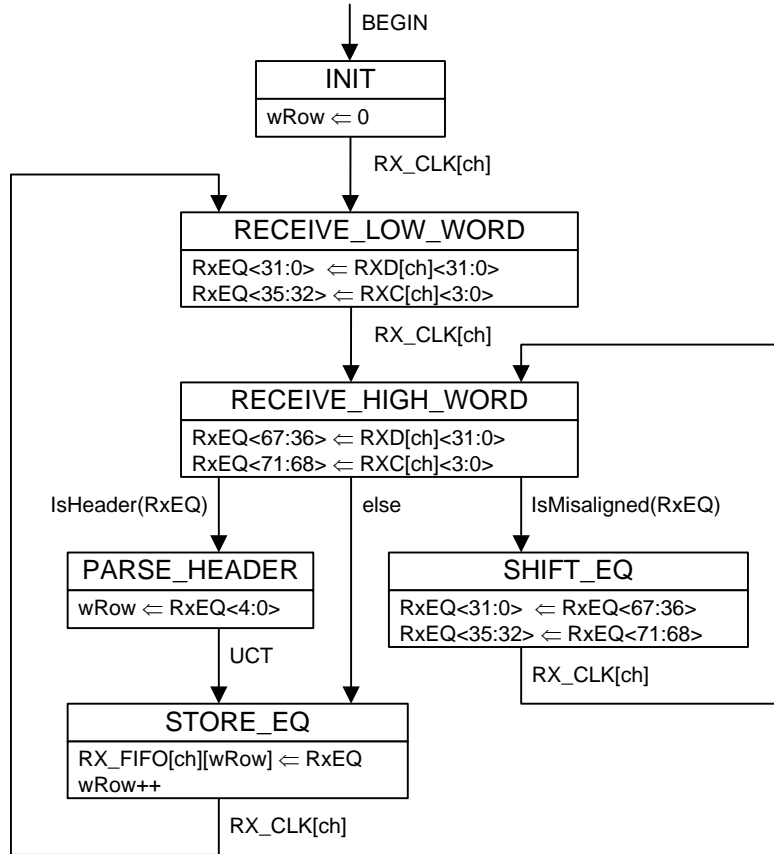 BEGIN
INIT
wRow ⇐ 0
RX_CLK[ch]
RECEIVE_LOW_WORD
RxEQ<31:0> ⇐ RXD[ch]<31:0>
RxEQ<35:32> ⇐ RXC[ch]<3:0>
RX_CLK[ch]
RECEIVE_HIGH_WORD
RxEQ<67:36> ⇐ RXD[ch]<31:0>
RxEQ<71:68> ⇐ RXC[ch]<3:0>
IsHeader(RxEQ)
else
IsMisaligned(RxEQ)
PARSE_HEADER
wRow ⇐ RxEQ<4:0>
SHIFT_EQ
RxEQ<31:0> ⇐ RxEQ<67:36>
RxEQ<35:32> ⇐ RxEQ<71:68>
UCT
RX_CLK[ch]
STORE_EQ
RX_FIFO[ch][wRow] ⇐ RxEQ
wRow++
RX_CLK[ch]